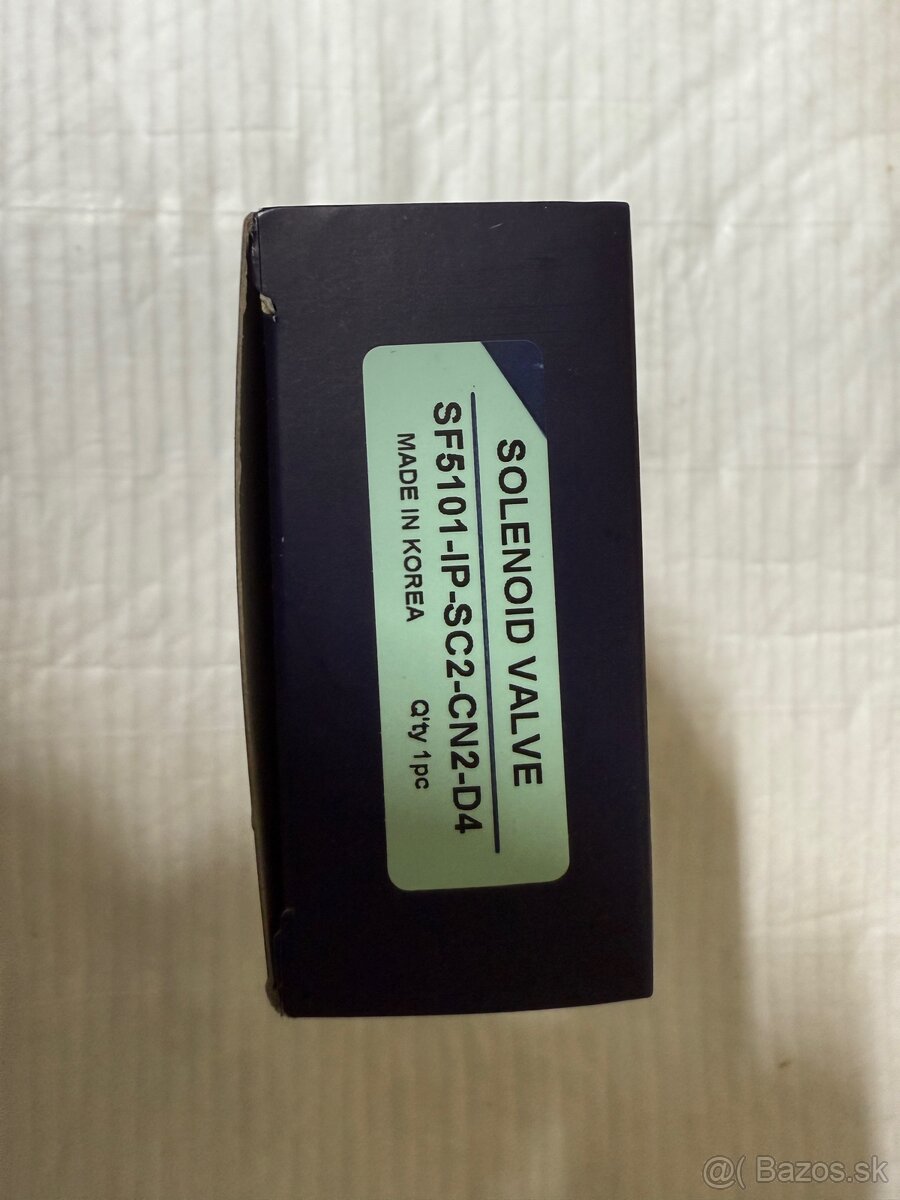 SOLENOID VALVE
SF5101-IP-SC2-CN2-D4
MADE IN KOREA Q'ty 1pc
@( Bazos.sk